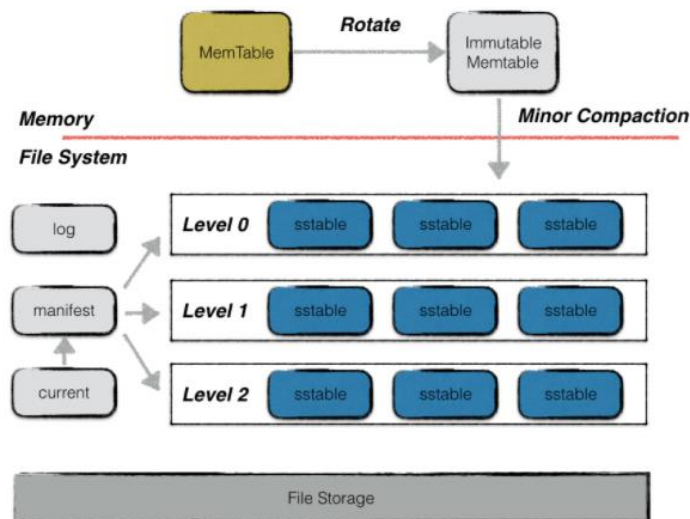 Rotate
MemTable
Immutable
Memtable
Memory
Minor Compaction
File System
log
Level 0
sstable
sstable
sstable
manifest
Level 1
sstable
sstable
sstable
current
Level 2
sstable
sstable
sstable
File Storage